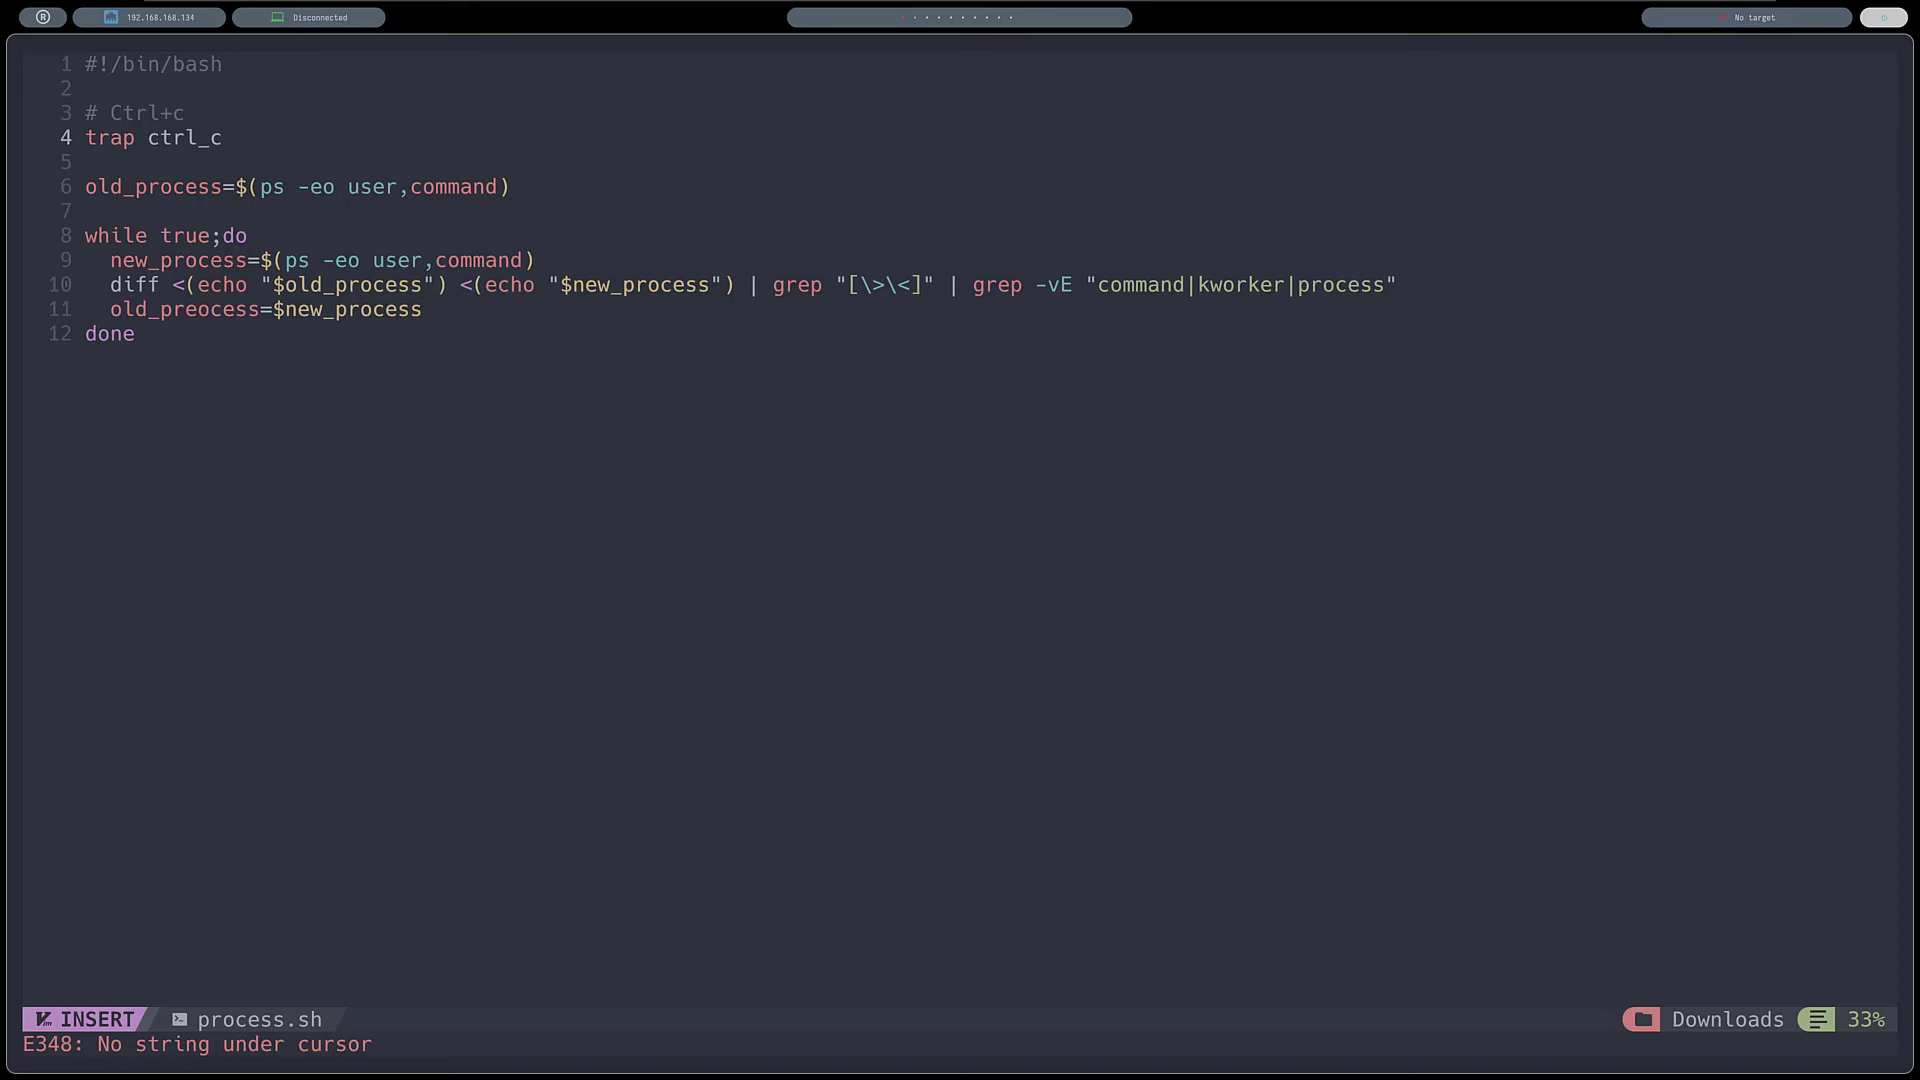 R 192.168.168.134 Disconnected No target
1 #!/bin/bash
2
3 # Ctrl+c
4 trap ctrl_c
5
6 old_process=$(ps -eo user,command)
7
8 while true;do
9   new_process=$(ps -eo user,command)
10   diff <(echo "$old_process") <(echo "$new_process") | grep "[\>\<]" | grep -vE "command|kworker|process"
11   old_preocess=$new_process
12 done
INSERT process.sh Downloads 33%
E348: No string under cursor